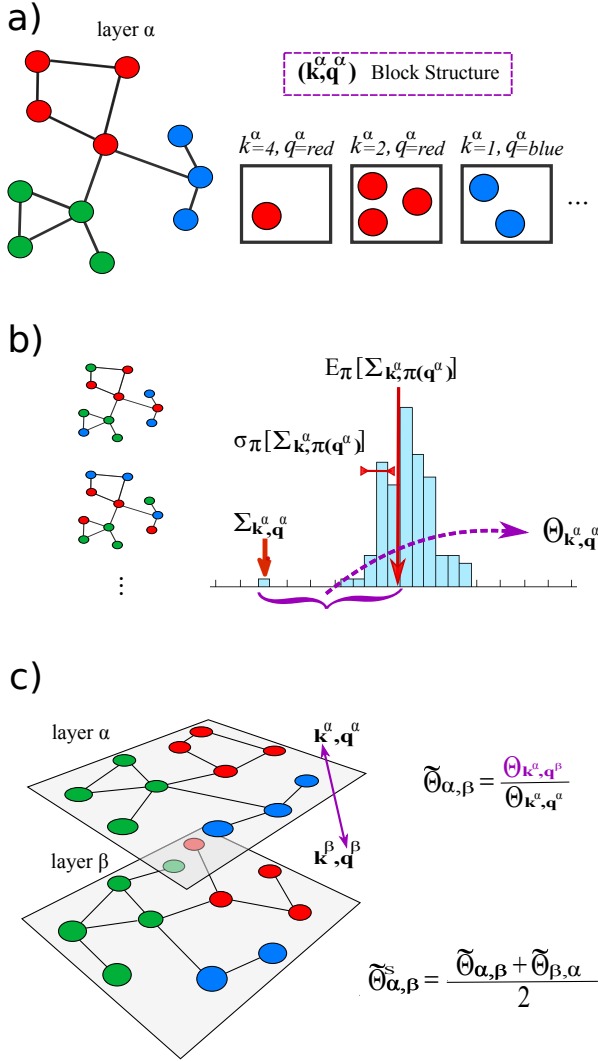 a)
layer α
(k^α, q^α) Block Structure
k^α=4, q^α=red
k^α=2, q^α=red
k^α=1, q^α=blue
...
b)
E_π[Σ_{k^α, π(q^α)}]
σ_π[Σ_{k^α, π(q^α)}]
Σ_{k^α, q^α}
Θ_{k^α, q^α}
⋮
c)
layer α
k^α, q^α
Θ̃_{α,β} = Θ_{k^α, q^β} / Θ_{k^α, q^α}
layer β
k^β, q^β
Θ̃^s_{α,β} = (Θ̃_{α,β} + Θ̃_{β,α}) / 2